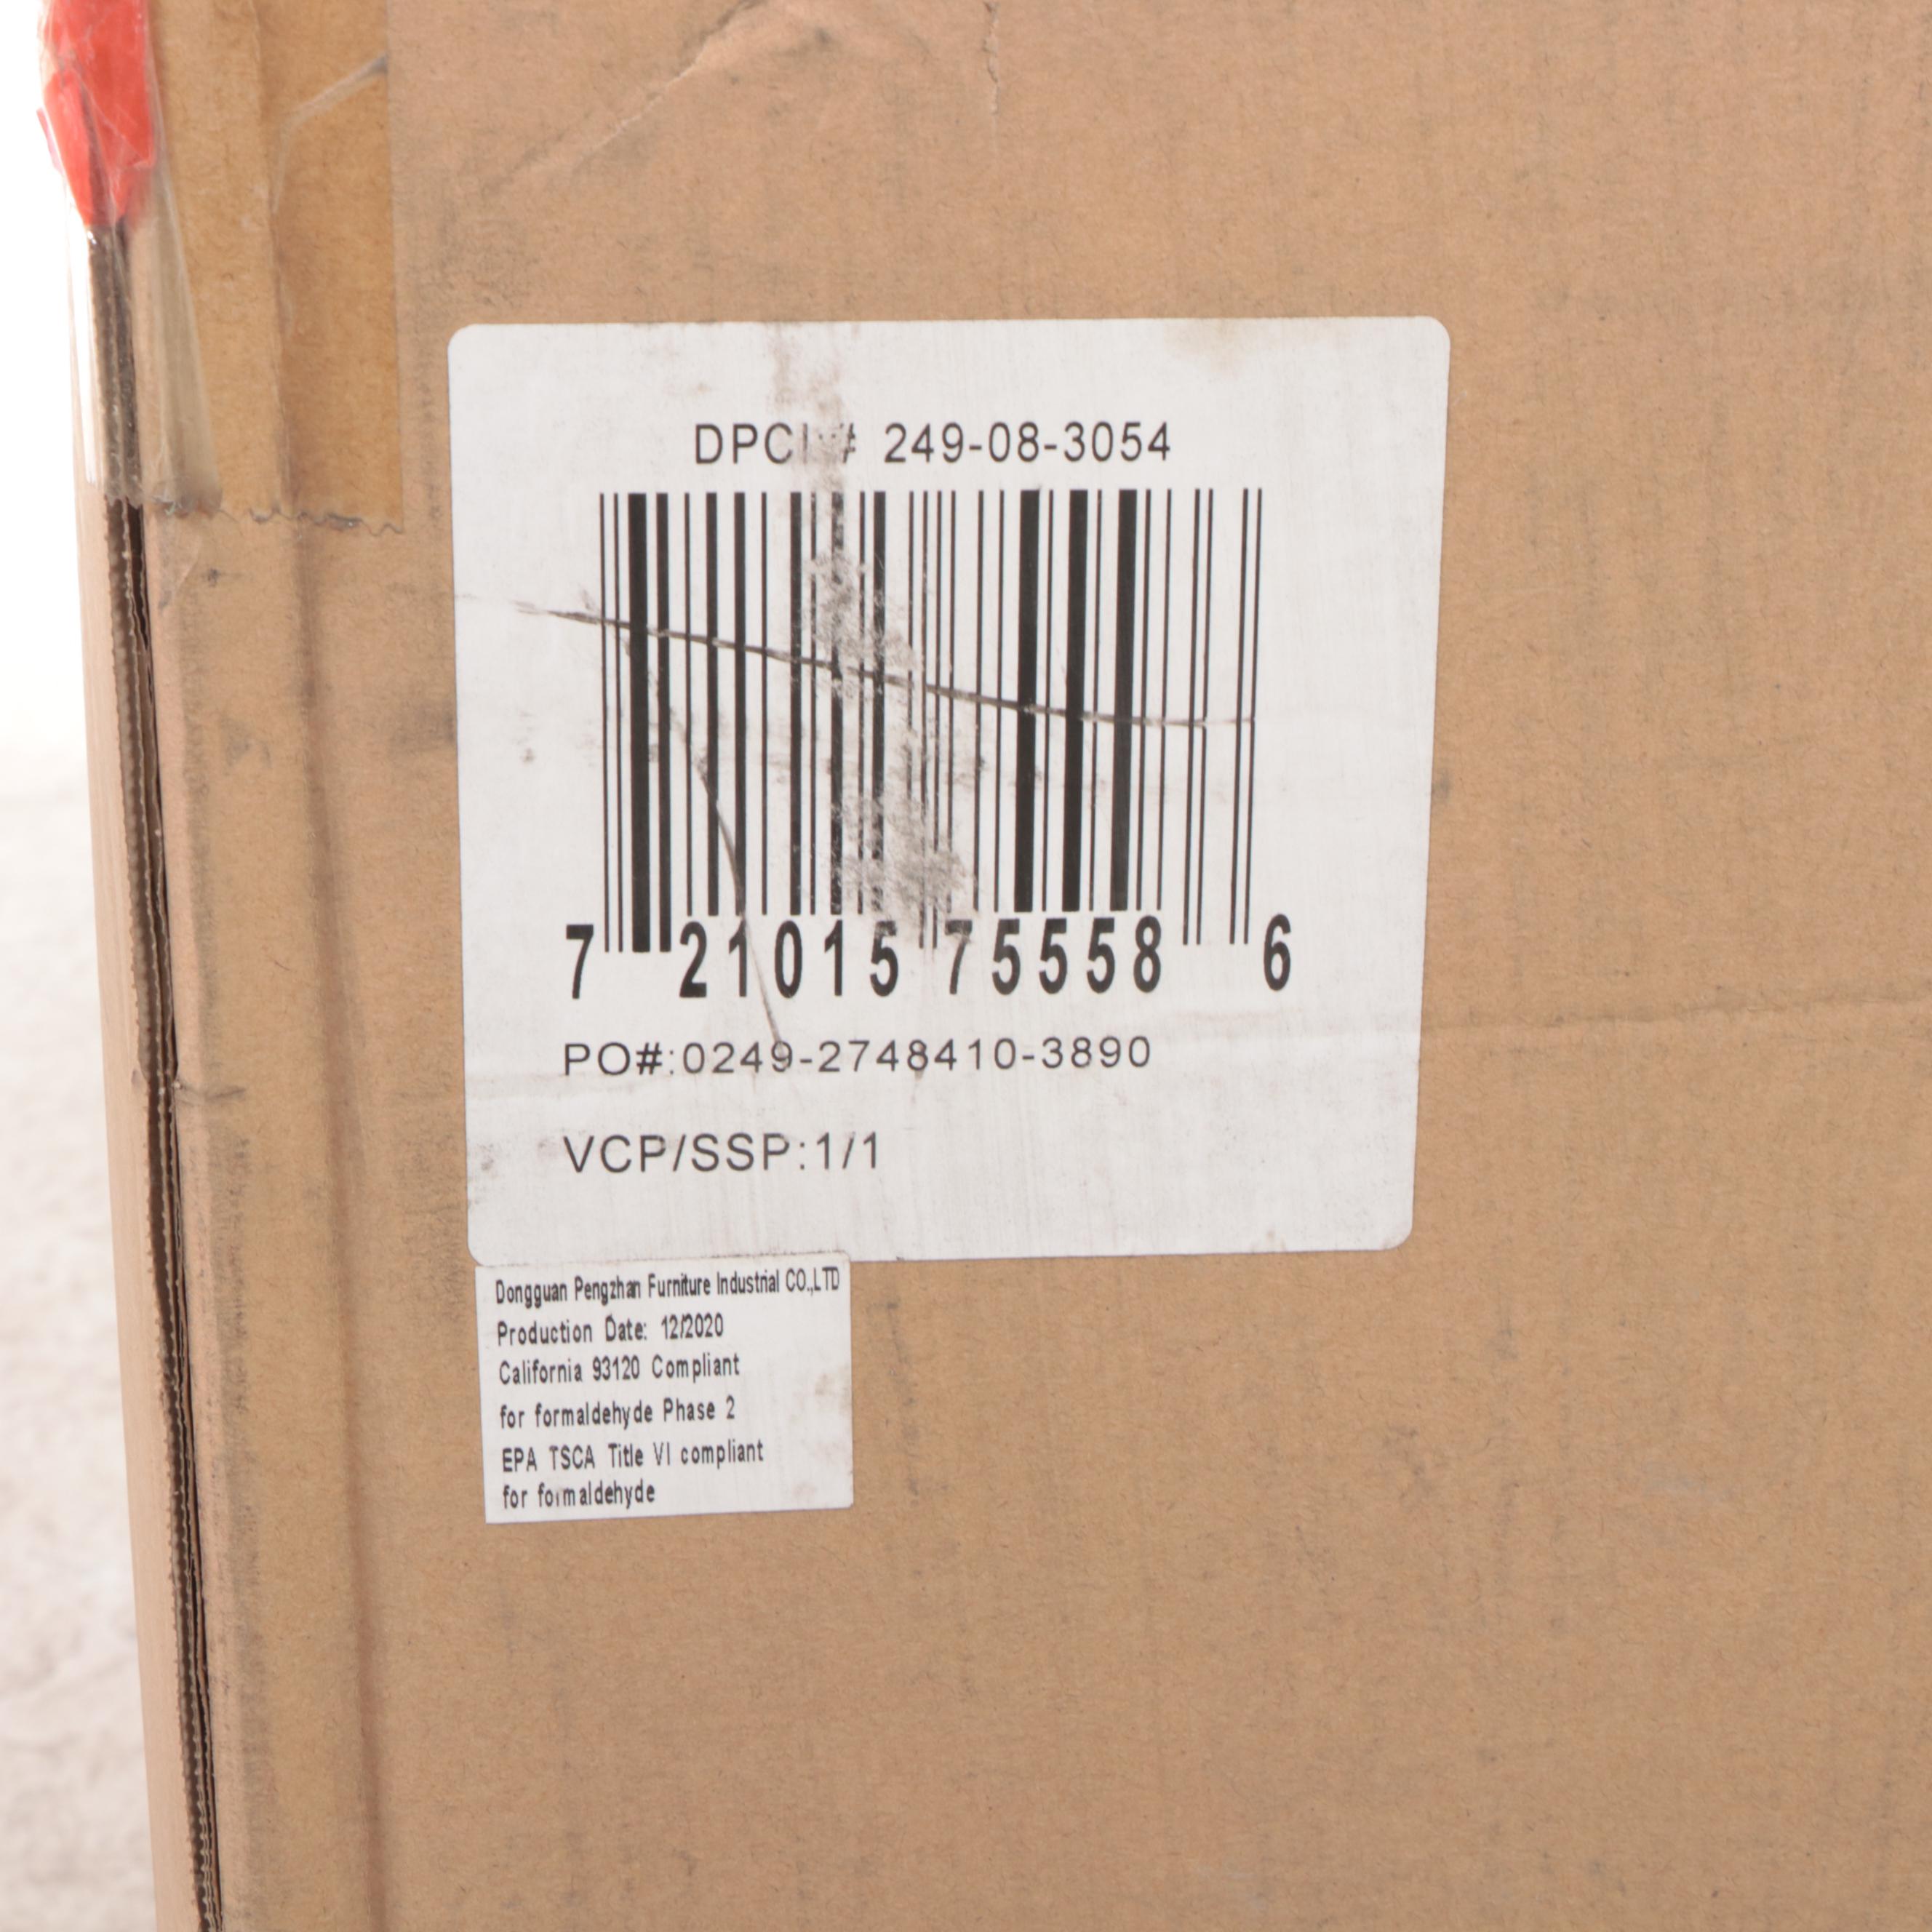 DPCI # 249-08-3054
7 21015 75558 6
PO#:0249-2748410-3890
VCP/SSP:1/1
Dongguan Pengzhan Furniture Industrial CO.,LTD
Production Date: 12/2020
California 93120 Compliant
for formaldehyde Phase 2
EPA TSCA Title VI compliant
for formaldehyde